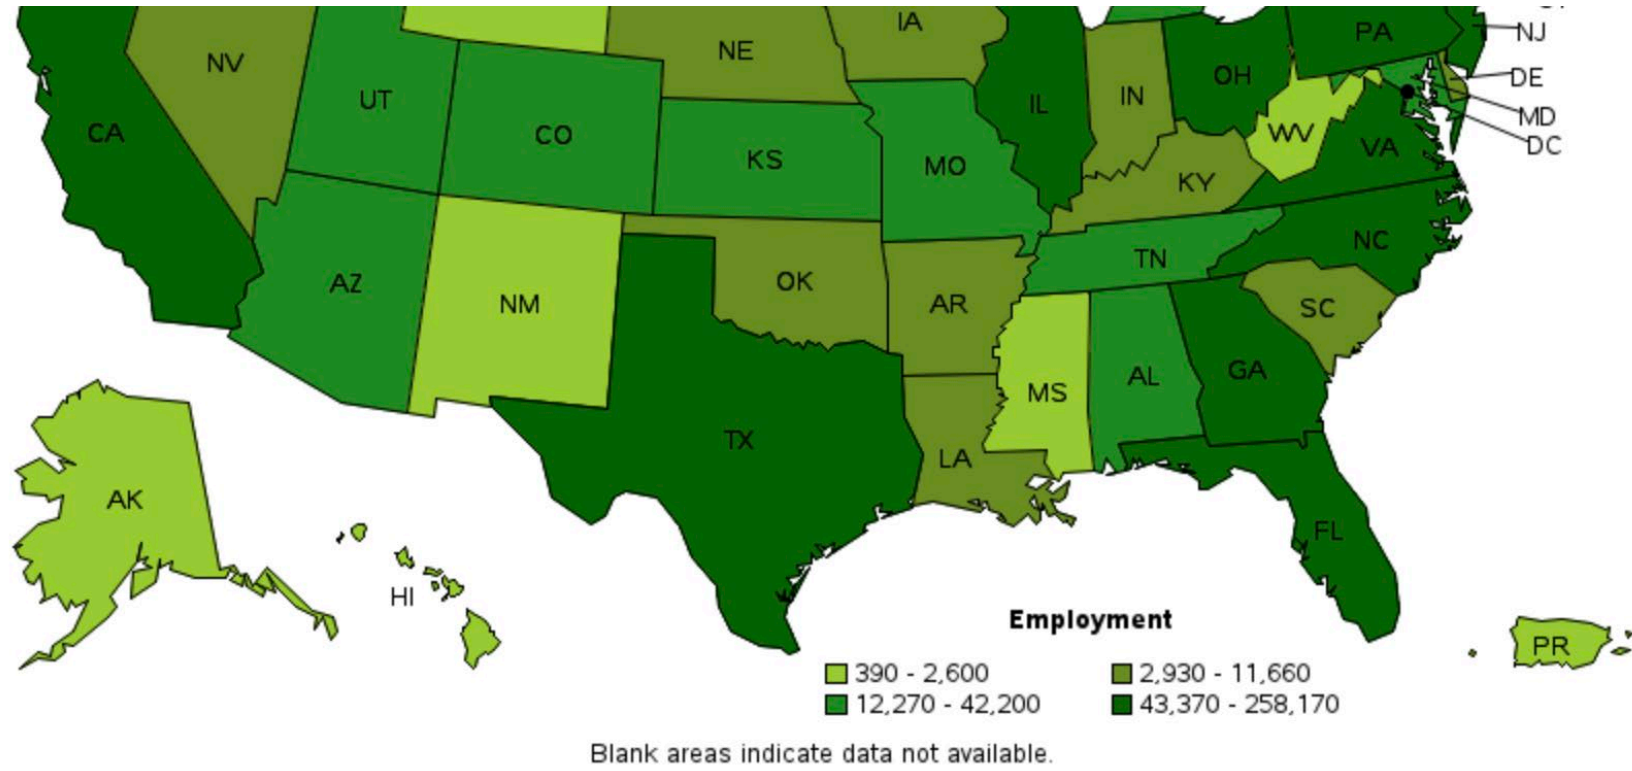 IA
PA
NJ
NE
NV
OH
DE
UT
IN
IL
MD
CA
CO
WV
VA
DC
KS
MO
KY
NC
TN
AZ
OK
NM
AR
SC
GA
AL
MS
TX
LA
AK
FL
HI
Employment
PR
390 - 2,600
2,930 - 11,660
12,270 - 42,200
43,370 - 258,170
Blank areas indicate data not available.